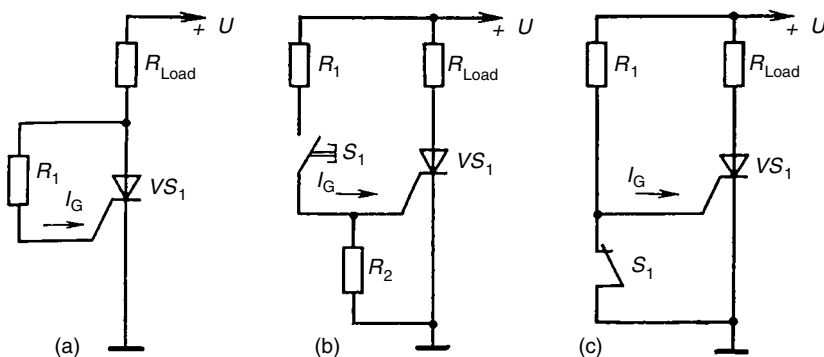 + U
R_Load
R_1
I_G
VS_1
(a)
+ U
R_1
R_Load
S_1
VS_1
I_G
R_2
(b)
+ U
R_1
R_Load
VS_1
I_G
S_1
(c)